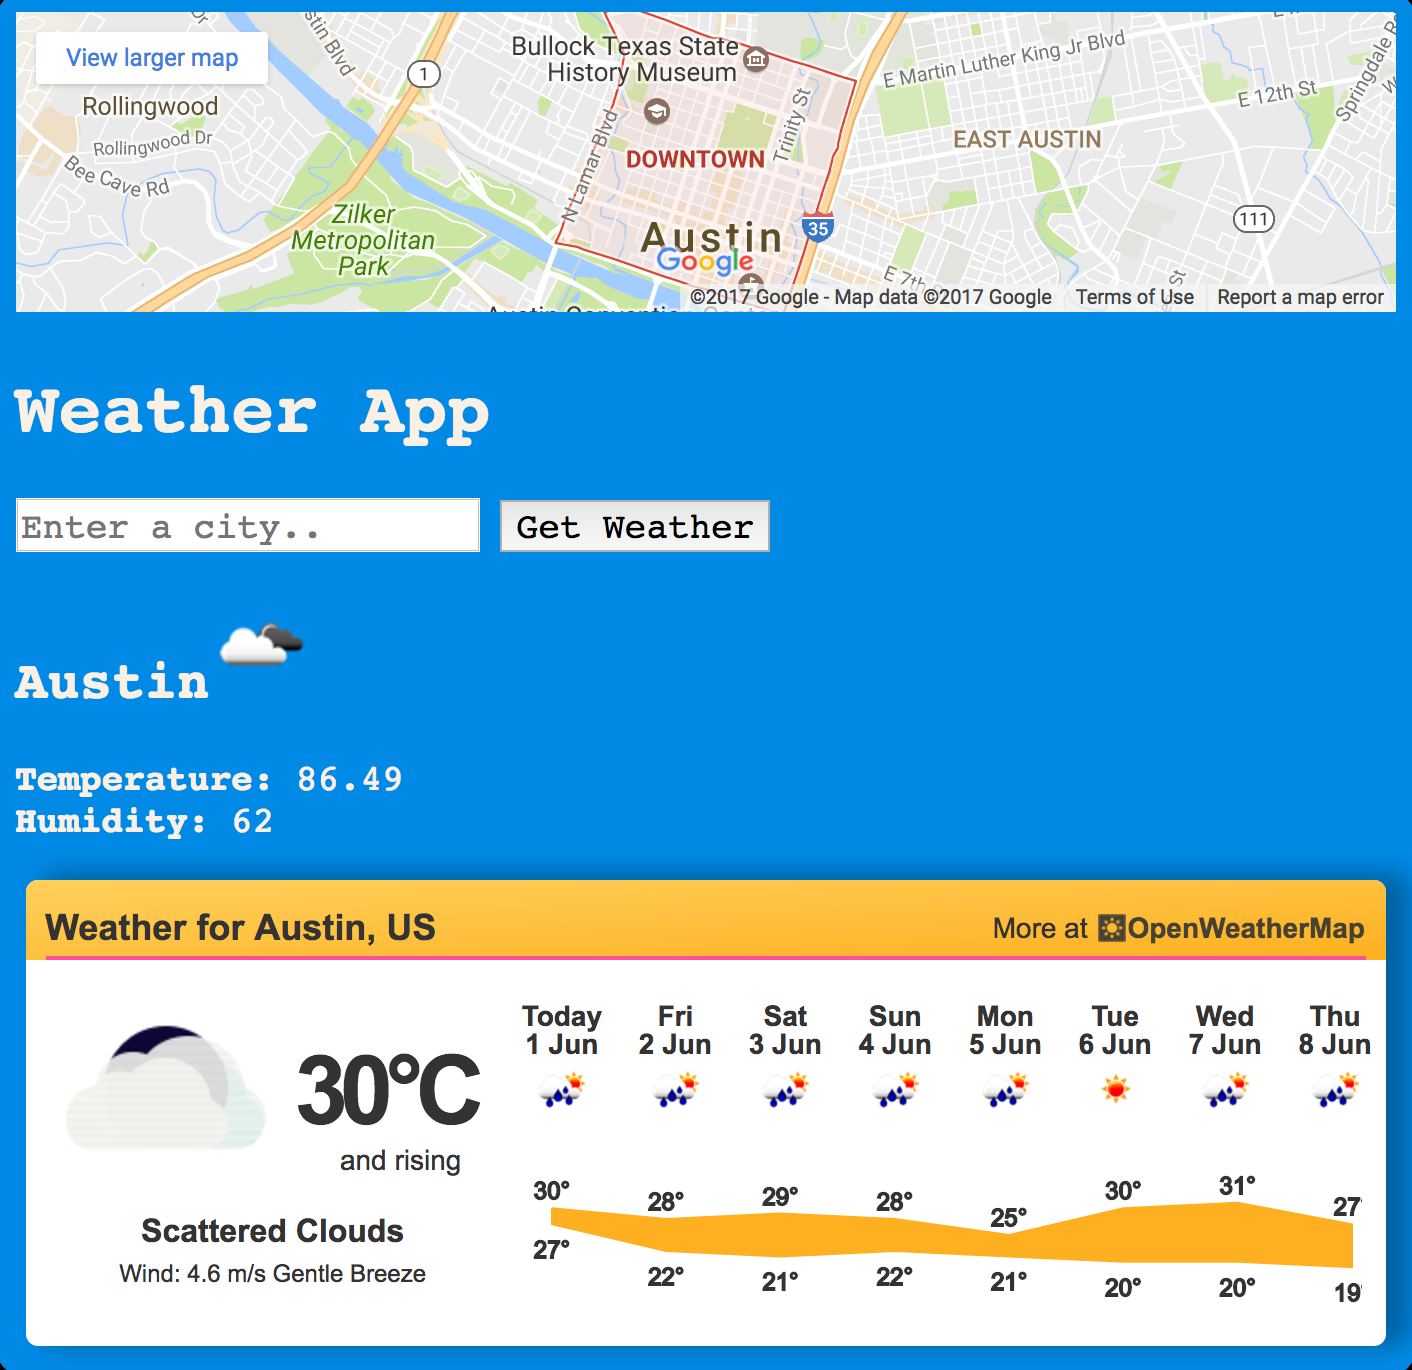 View larger map
Rollingwood
Rollingwood Dr
Bee Cave Rd
Zilker
Metropolitan
Park
1
Bullock Texas State
History Museum
N Lamar Blvd
DOWNTOWN
Trinity St
Austin
Google
35
E Martin Luther King Jr Blvd
E 12th St
Springdale
EAST AUSTIN
111
E 7th
©2017 Google - Map data ©2017 Google Terms of Use Report a map error
Weather App
Enter a city.. Get Weather
Austin
Temperature: 86.49
Humidity: 62
Weather for Austin, US More at OpenWeatherMap
Today Fri Sat Sun Mon Tue Wed Thu
1 Jun 2 Jun 3 Jun 4 Jun 5 Jun 6 Jun 7 Jun 8 Jun
30°C
and rising
Scattered Clouds
Wind: 4.6 m/s Gentle Breeze
30° 28° 29° 28° 25° 30° 31° 27°
27° 22° 21° 22° 21° 20° 20° 19°